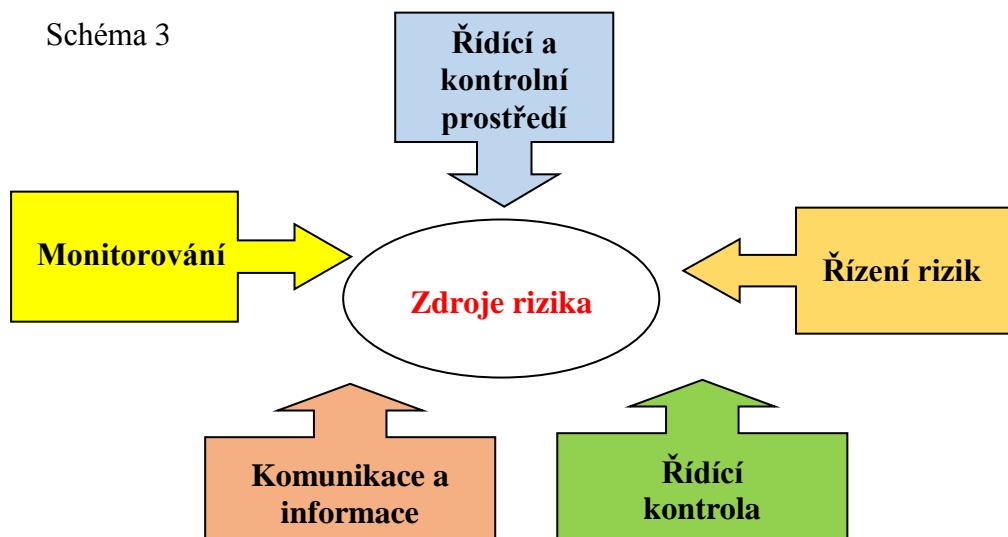 Schéma 3
Řídící a
kontrolní
prostředí
Monitorování
Zdroje rizika
Řízení rizik
Komunikace a
informace
Řídící
kontrola